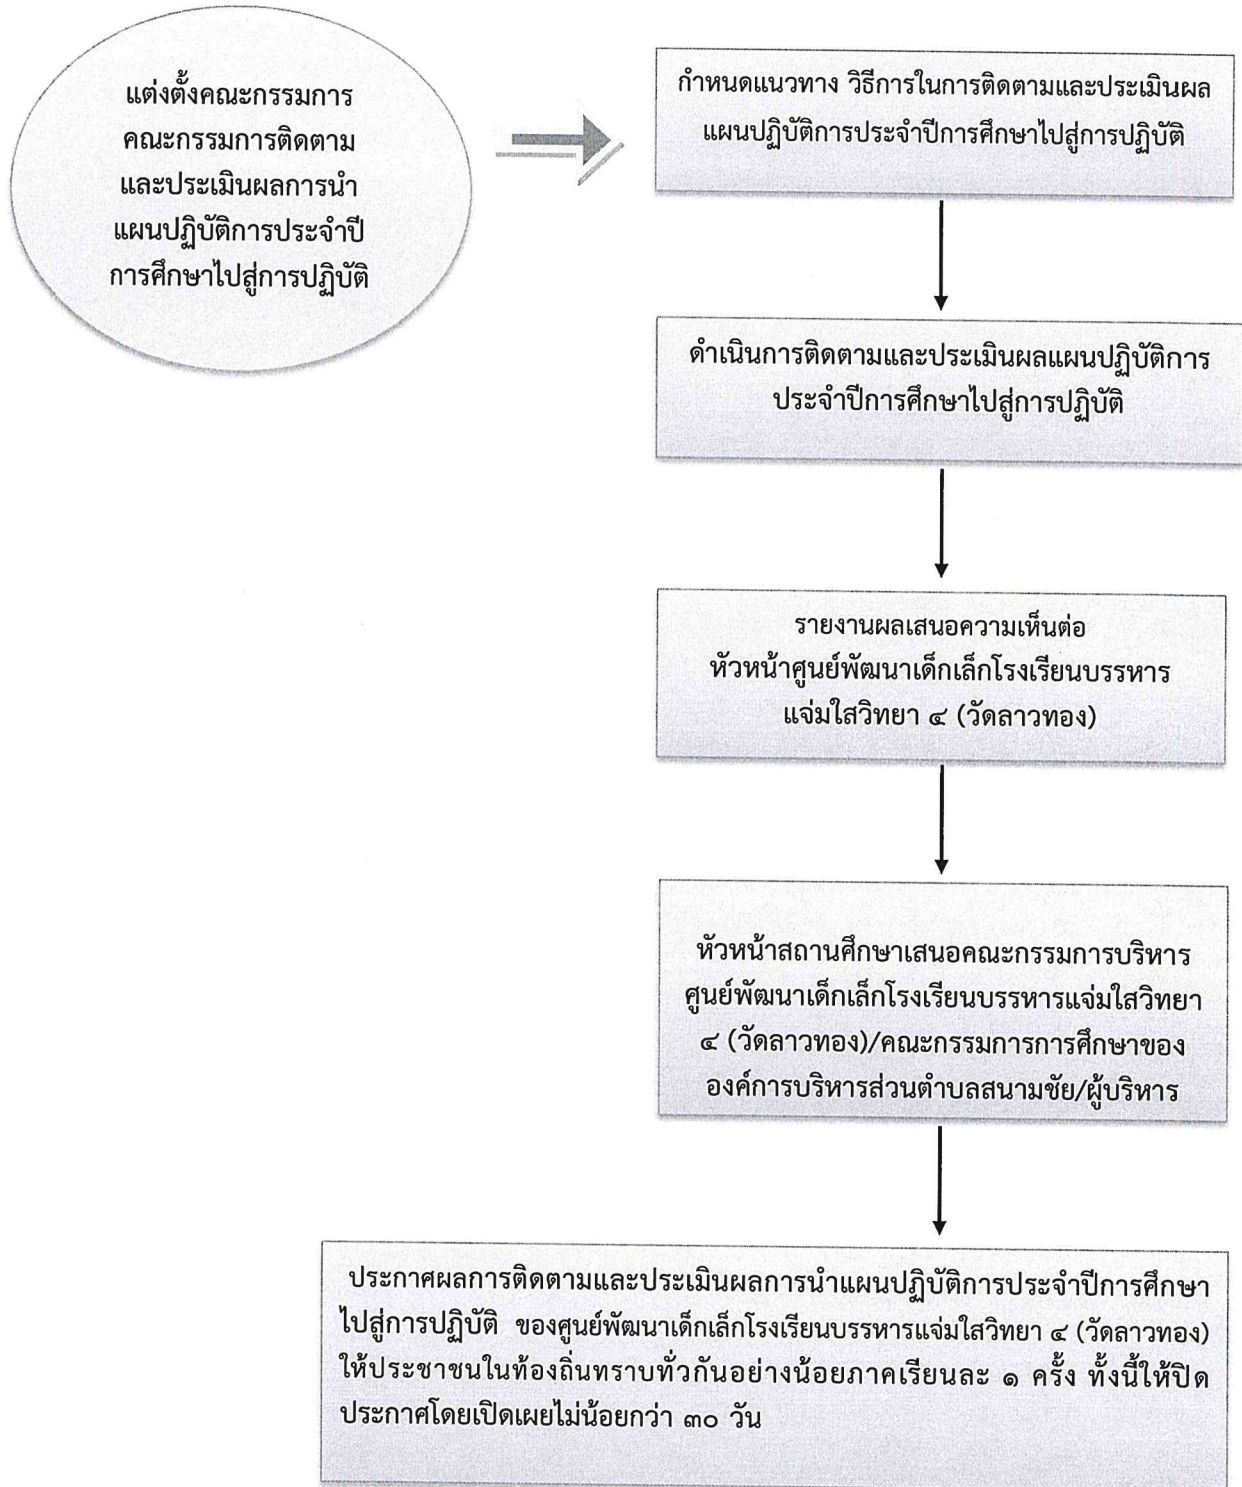 แต่งตั้งคณะกรรมการ
คณะกรรมการติดตาม
และประเมินผลการนำ
แผนปฏิบัติการประจำปี
การศึกษาไปสู่การปฏิบัติ
กำหนดแนวทาง วิธีการในการติดตามและประเมินผล
แผนปฏิบัติการประจำปีการศึกษาไปสู่การปฏิบัติ
ดำเนินการติดตามและประเมินผลแผนปฏิบัติการ
ประจำปีการศึกษาไปสู่การปฏิบัติ
รายงานผลเสนอความเห็นต่อ
หัวหน้าศูนย์พัฒนาเด็กเล็กโรงเรียนบรรหาร
แจ่มใสวิทยา ๔ (วัดลาวทอง)
หัวหน้าสถานศึกษาเสนอคณะกรรมการบริหาร
ศูนย์พัฒนาเด็กเล็กโรงเรียนบรรหารแจ่มใสวิทยา
๔ (วัดลาวทอง)/คณะกรรมการการศึกษาของ
องค์การบริหารส่วนตำบลสนามชัย/ผู้บริหาร
ประกาศผลการติดตามและประเมินผลการนำแผนปฏิบัติการประจำปีการศึกษา
ไปสู่การปฏิบัติ ของศูนย์พัฒนาเด็กเล็กโรงเรียนบรรหารแจ่มใสวิทยา ๔ (วัดลาวทอง)
ให้ประชาชนในท้องถิ่นทราบทั่วกันอย่างน้อยภาคเรียนละ ๑ ครั้ง ทั้งนี้ให้ปิด
ประกาศโดยเปิดเผยไม่น้อยกว่า ๓๐ วัน